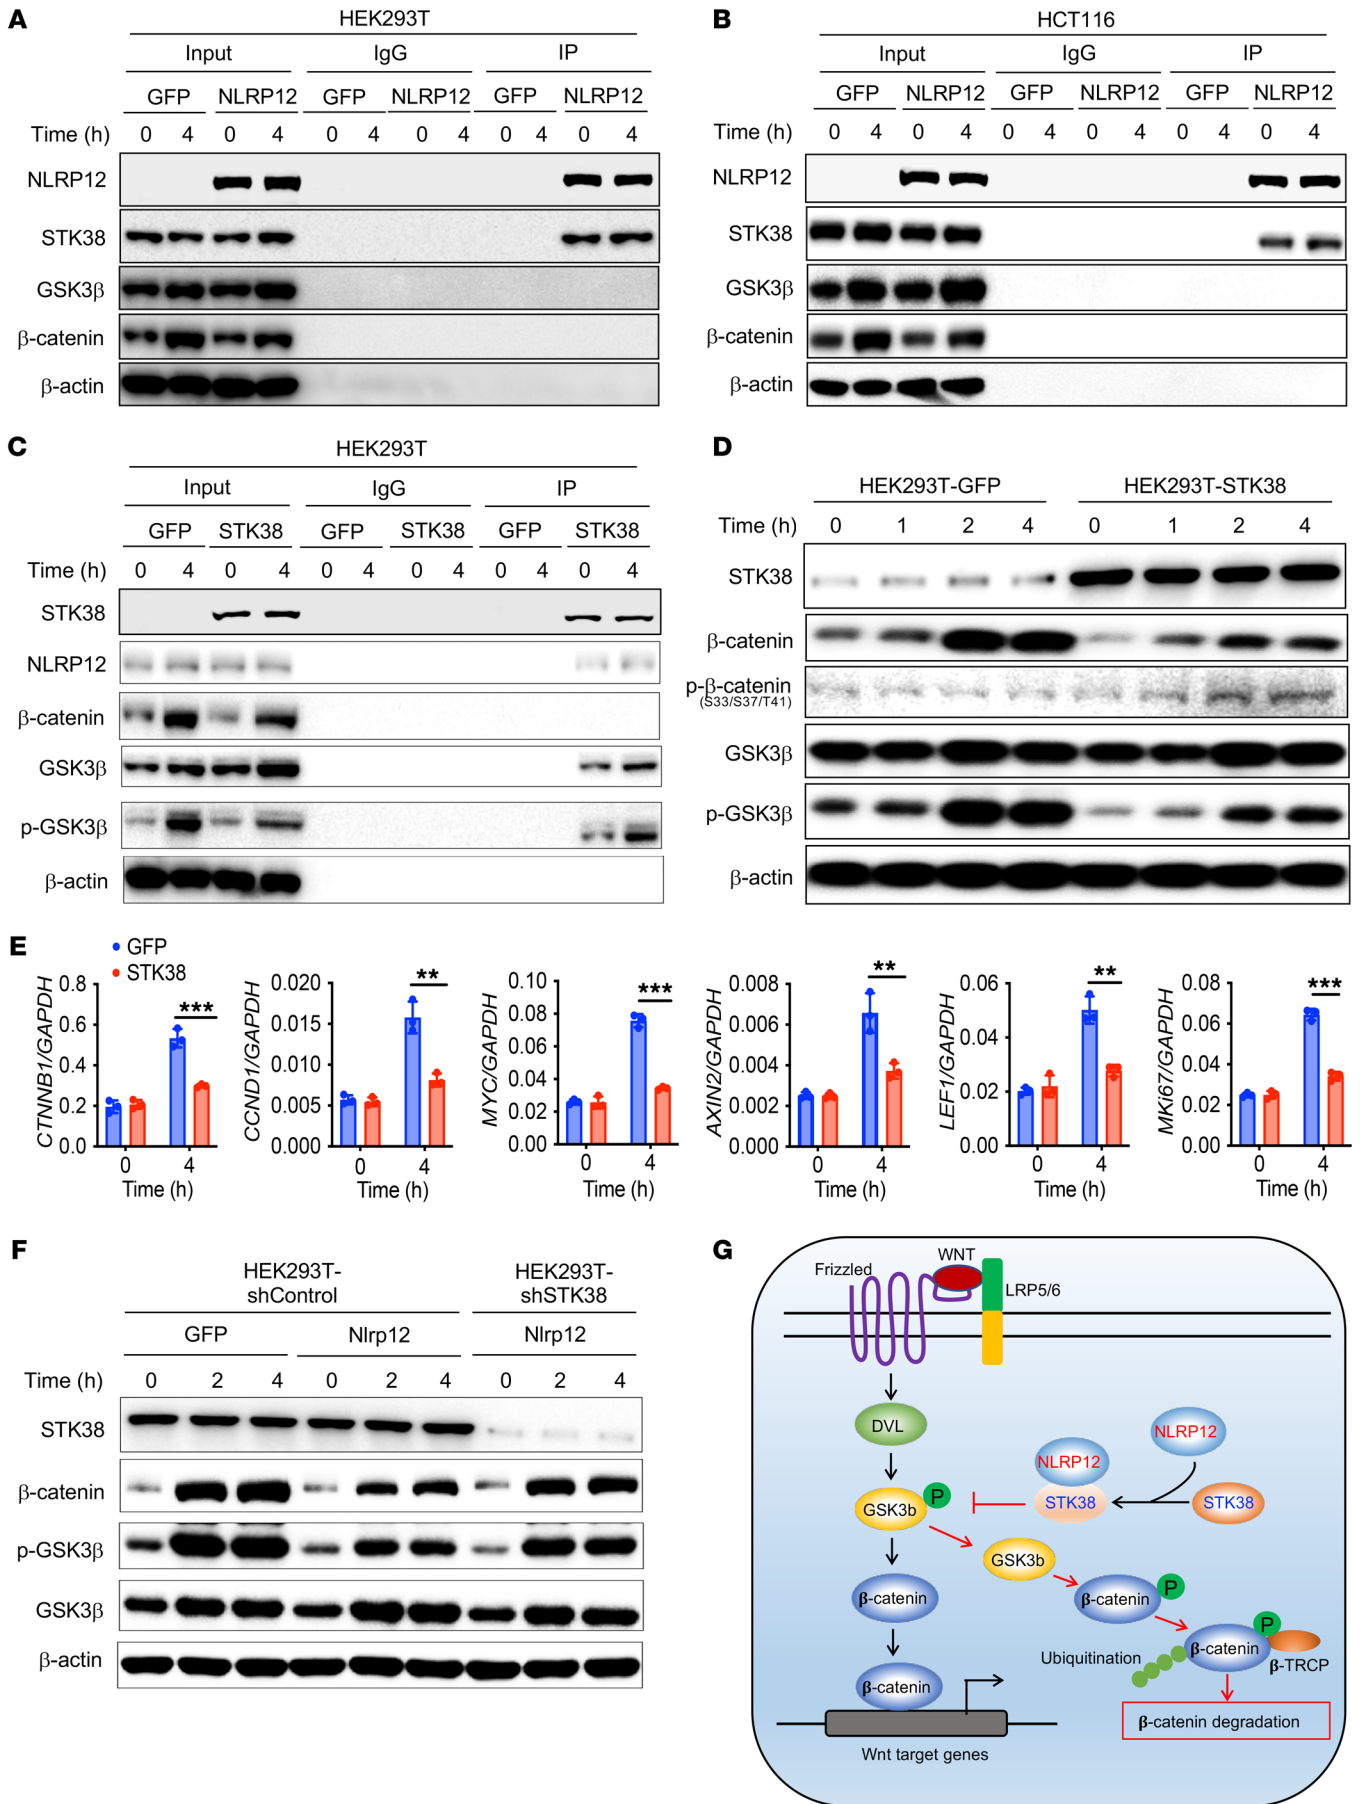 A
HEK293T
Input IgG IP
GFP NLRP12 GFP NLRP12 GFP NLRP12
Time (h) 0 4 0 4 0 4 0 4 0 4 0 4
NLRP12
STK38
GSK3β
β-catenin
β-actin
B
HCT116
Input IgG IP
GFP NLRP12 GFP NLRP12 GFP NLRP12
Time (h) 0 4 0 4 0 4 0 4 0 4 0 4
NLRP12
STK38
GSK3β
β-catenin
β-actin
C
HEK293T
Input IgG IP
GFP STK38 GFP STK38 GFP STK38
Time (h) 0 4 0 4 0 4 0 4 0 4 0 4
STK38
NLRP12
β-catenin
GSK3β
p-GSK3β
β-actin
D
HEK293T-GFP HEK293T-STK38
Time (h) 0 1 2 4 0 1 2 4
STK38
β-catenin
p-β-catenin
(S33/S37/T41)
GSK3β
p-GSK3β
β-actin
E
GFP
STK38
CTNNB1/GAPDH
0.8
0.6
0.4
0.2
0.0
***
0 4
Time (h)
CCND1/GAPDH
0.020
0.015
0.010
0.005
0.000
**
0 4
Time (h)
MYC/GAPDH
0.10
0.08
0.06
0.04
0.02
0.00
***
0 4
Time (h)
AXIN2/GAPDH
0.008
0.006
0.004
0.002
0.000
**
0 4
Time (h)
LEF1/GAPDH
0.06
0.04
0.02
0.00
**
0 4
Time (h)
MKi67/GAPDH
0.08
0.06
0.04
0.02
0.00
***
0 4
Time (h)
F
HEK293T-
shControl
HEK293T-
shSTK38
GFP Nlrp12 Nlrp12
Time (h) 0 2 4 0 2 4 0 2 4
STK38
β-catenin
p-GSK3β
GSK3β
β-actin
G
WNT
Frizzled
LRP5/6
DVL
NLRP12
NLRP12
P
GSK3b
STK38
STK38
GSK3b
β-catenin
β-catenin
P
P
β-catenin
Ubiquitination
β-TRCP
β-catenin
β-catenin degradation
Wnt target genes